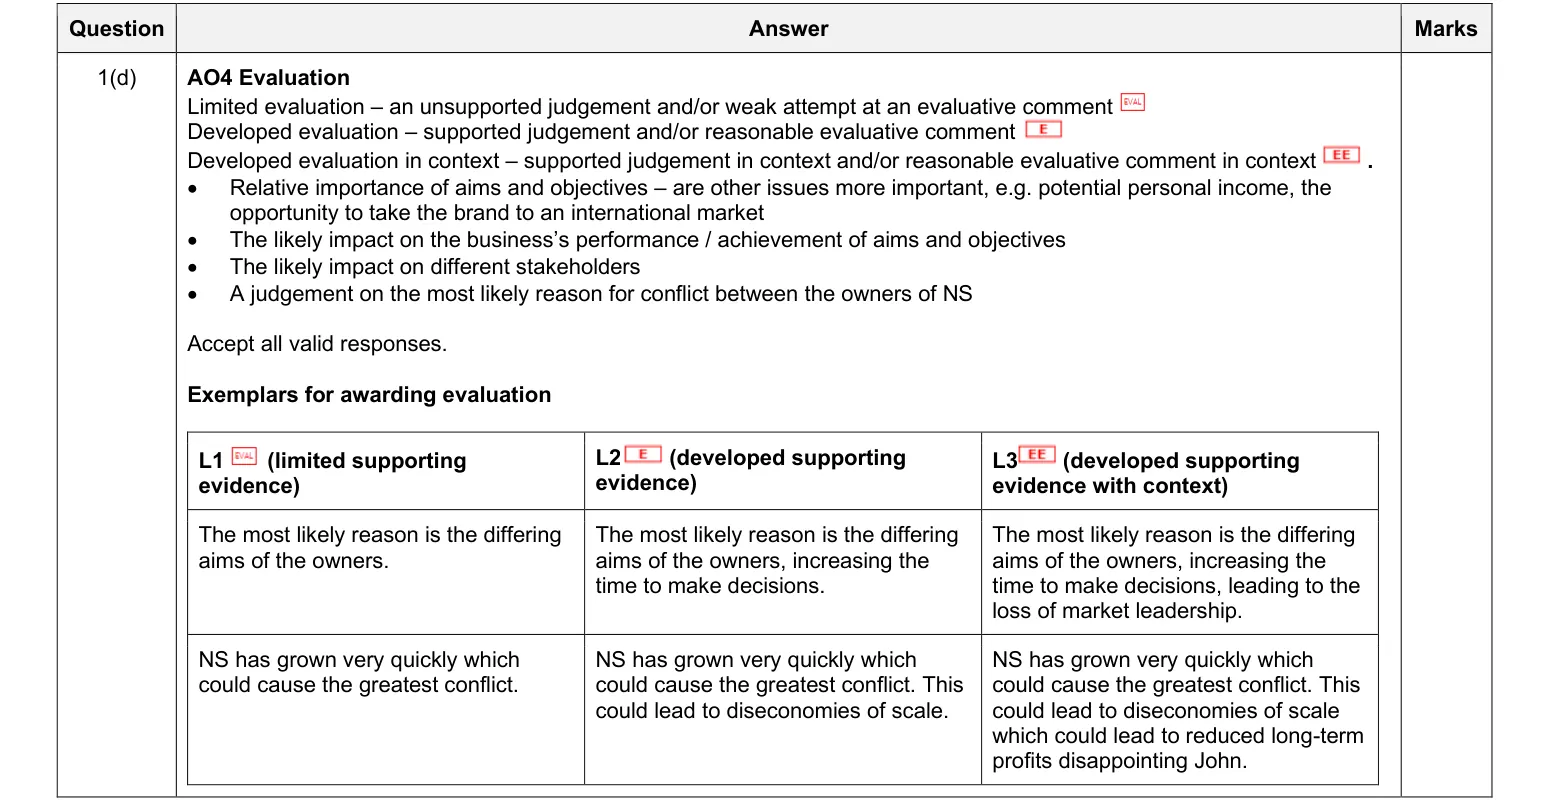 Question Answer Marks
1(d) AO4 Evaluation
Limited evaluation – an unsupported judgement and/or weak attempt at an evaluative comment EVAL
Developed evaluation – supported judgement and/or reasonable evaluative comment E
Developed evaluation in context – supported judgement in context and/or reasonable evaluative comment in context EE .
• Relative importance of aims and objectives – are other issues more important, e.g. potential personal income, the
opportunity to take the brand to an international market
• The likely impact on the business's performance / achievement of aims and objectives
• The likely impact on different stakeholders
• A judgement on the most likely reason for conflict between the owners of NS
Accept all valid responses.
Exemplars for awarding evaluation
L1 EVAL (limited supporting
evidence)
L2 E (developed supporting
evidence)
L3 EE (developed supporting
evidence with context)
The most likely reason is the differing
aims of the owners.
The most likely reason is the differing
aims of the owners, increasing the
time to make decisions.
The most likely reason is the differing
aims of the owners, increasing the
time to make decisions, leading to the
loss of market leadership.
NS has grown very quickly which
could cause the greatest conflict.
NS has grown very quickly which
could cause the greatest conflict. This
could lead to diseconomies of scale.
NS has grown very quickly which
could cause the greatest conflict. This
could lead to diseconomies of scale
which could lead to reduced long-term
profits disappointing John.